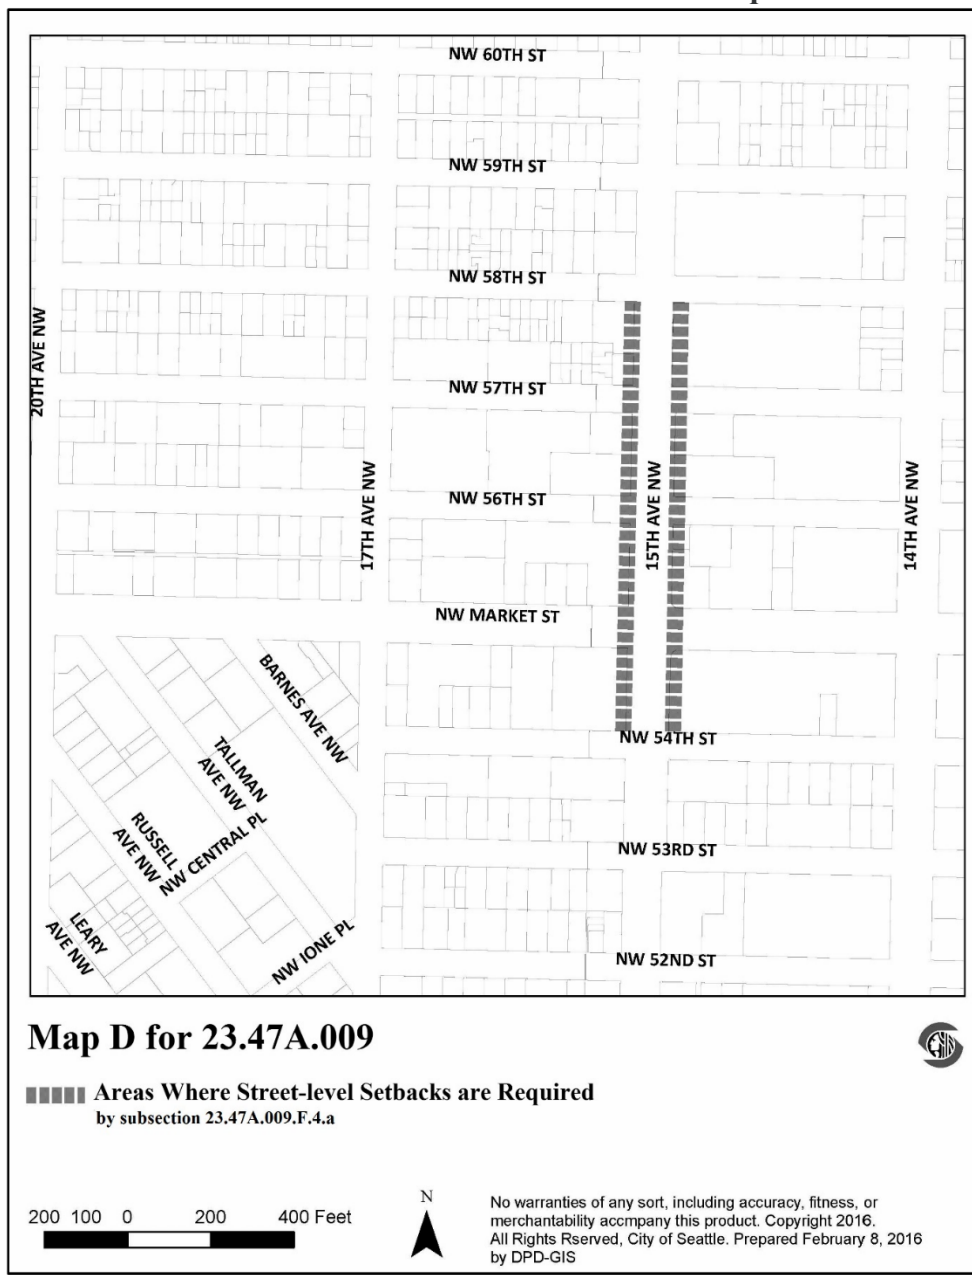 NW 60TH ST
NW 59TH ST
NW 58TH ST
20TH AVE NW
NW 57TH ST
17TH AVE NW
NW 56TH ST
15TH AVE NW
14TH AVE NW
NW MARKET ST
BARNES AVE NW
NW 54TH ST
TALLMAN
AVE NW
RUSSELL
AVE NW
NW CENTRAL PL
NW 53RD ST
LEARY
AVE NW
NW IONE PL
NW 52ND ST
Map D for 23.47A.009
Areas Where Street-level Setbacks are Required
by subsection 23.47A.009.F.4.a
200 100 0 200 400 Feet
N
No warranties of any sort, including accuracy, fitness, or
merchantability accmpany this product. Copyright 2016.
All Rights Rserved, City of Seattle. Prepared February 8, 2016
by DPD-GIS